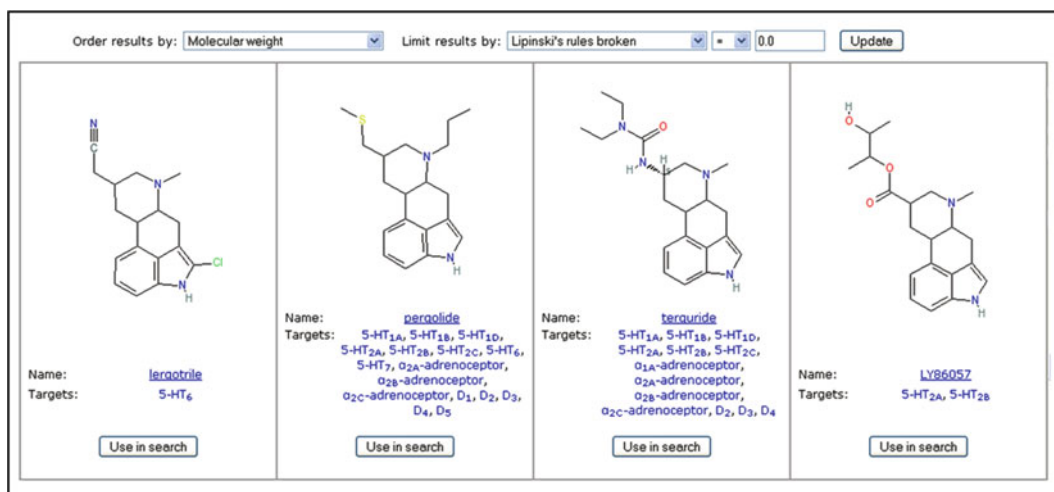 Order results by: Molecular weight Limit results by: Lipinski's rules broken = 0.0 Update
N
C
N
Cl
N
H
Name: lergotrile
Targets: 5-HT6
Use in search
S
N
N
H
Name: pergolide
Targets: 5-HT1A, 5-HT1B, 5-HT1D,
5-HT2A, 5-HT2B, 5-HT2C, 5-HT6,
5-HT7, α2A-adrenoceptor,
α2B-adrenoceptor,
α2C-adrenoceptor, D1, D2, D3,
D4, D5
Use in search
N
O
N
H
H
N
N
H
Name: terguride
Targets: 5-HT1A, 5-HT1B, 5-HT1D,
5-HT2A, 5-HT2B, 5-HT2C,
α1A-adrenoceptor,
α2A-adrenoceptor,
α2B-adrenoceptor,
α2C-adrenoceptor, D2, D3, D4
Use in search
H
O
O
O
N
N
H
Name: LY86057
Targets: 5-HT2A, 5-HT2B
Use in search